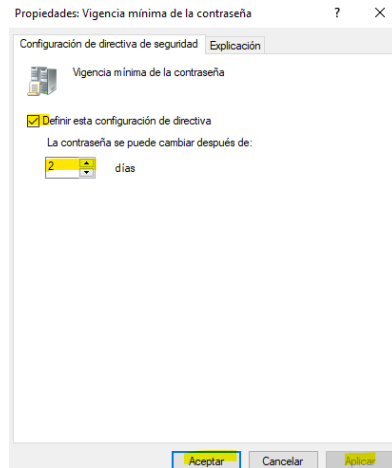 Propiedades: Vigencia mínima de la contraseña ? ×
Configuración de directiva de seguridad Explicación
Vigencia mínima de la contraseña
Definir esta configuración de directiva
La contraseña se puede cambiar después de:
2 días
Aceptar Cancelar Aplicar